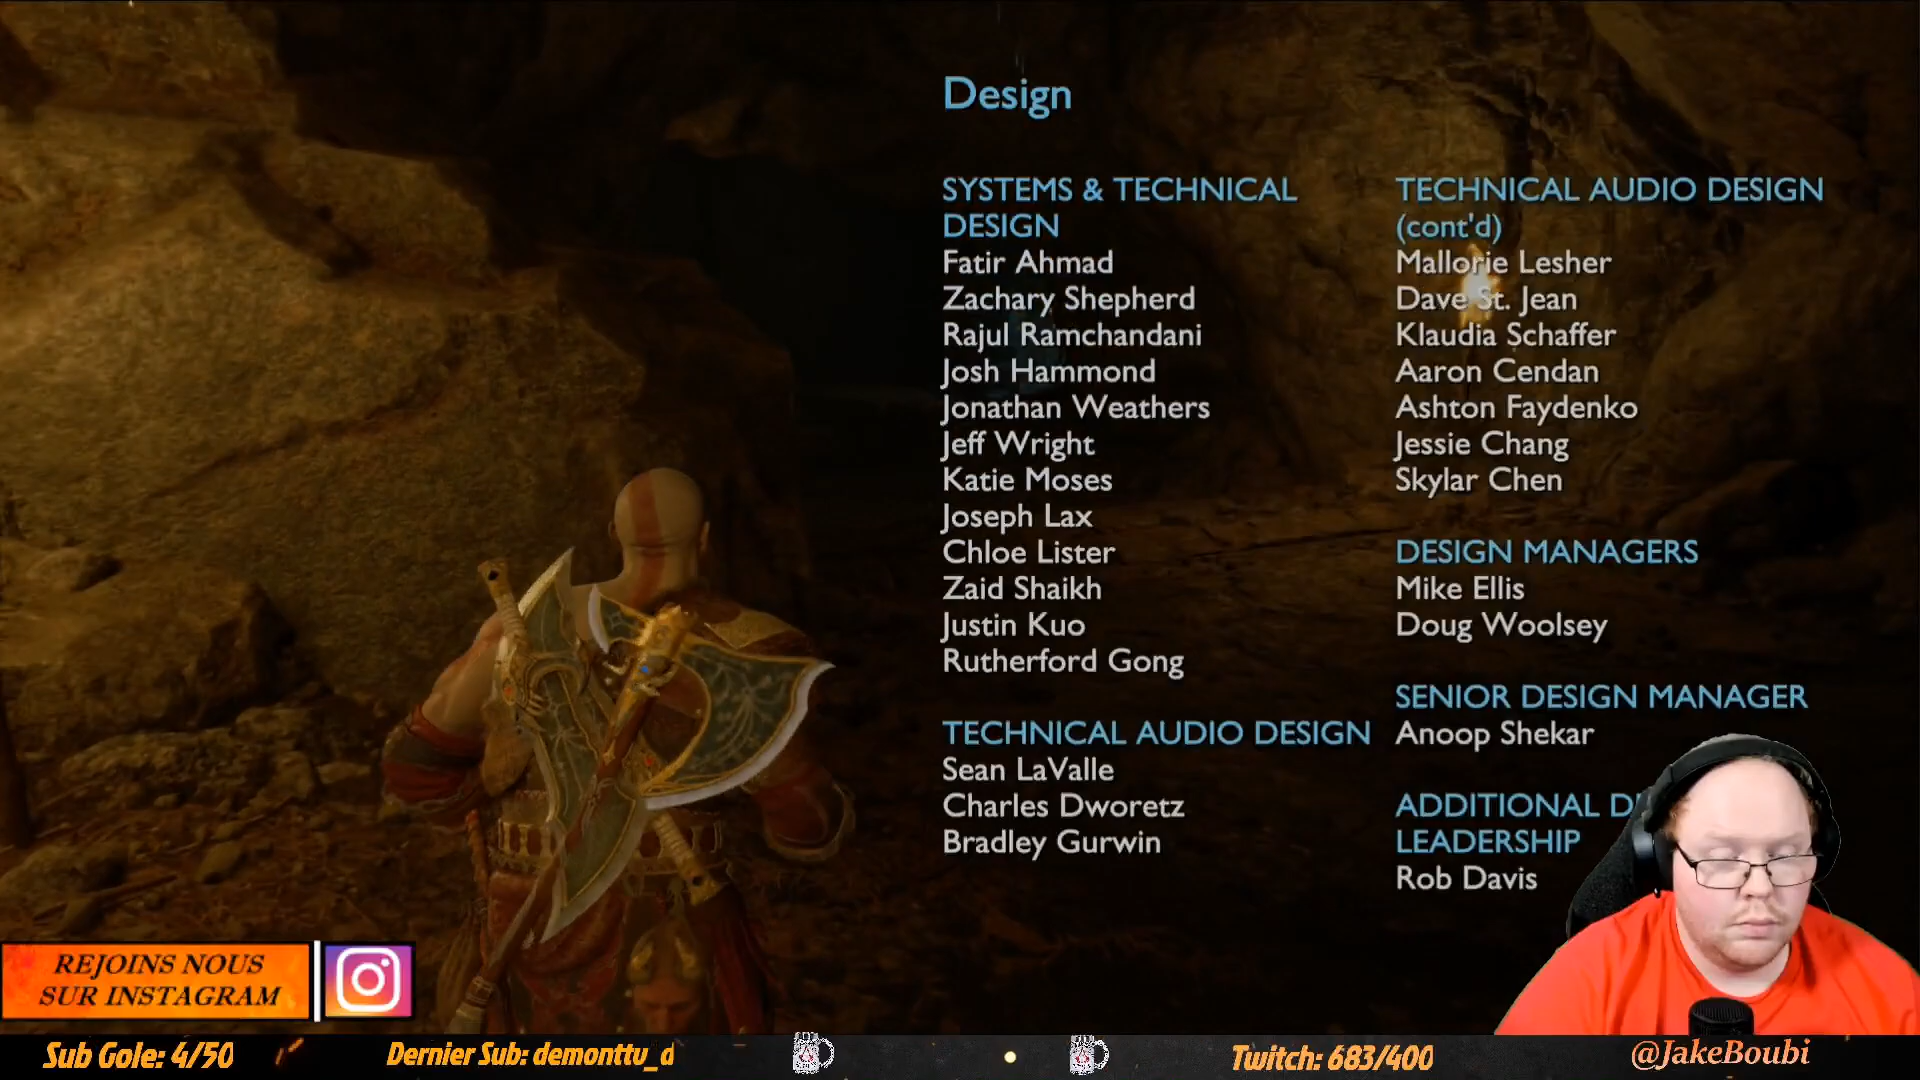 Design
SYSTEMS & TECHNICAL
DESIGN
Fatir Ahmad
Zachary Shepherd
Rajul Ramchandani
Josh Hammond
Jonathan Weathers
Jeff Wright
Katie Moses
Joseph Lax
Chloe Lister
Zaid Shaikh
Justin Kuo
Rutherford Gong
TECHNICAL AUDIO DESIGN
Sean LaValle
Charles Dworetz
Bradley Gurwin
TECHNICAL AUDIO DESIGN
(cont'd)
Mallorie Lesher
Dave St. Jean
Klaudia Schaffer
Aaron Cendan
Ashton Faydenko
Jessie Chang
Skylar Chen
DESIGN MANAGERS
Mike Ellis
Doug Woolsey
SENIOR DESIGN MANAGER
Anoop Shekar
ADDITIONAL
LEADERSHIP
Rob Davis
REJOINS NOUS
SUR INSTAGRAM
Sub Gole: 4/50
Dernier Sub: demonttv_d
Twitch: 683/400
@JakeBoubi